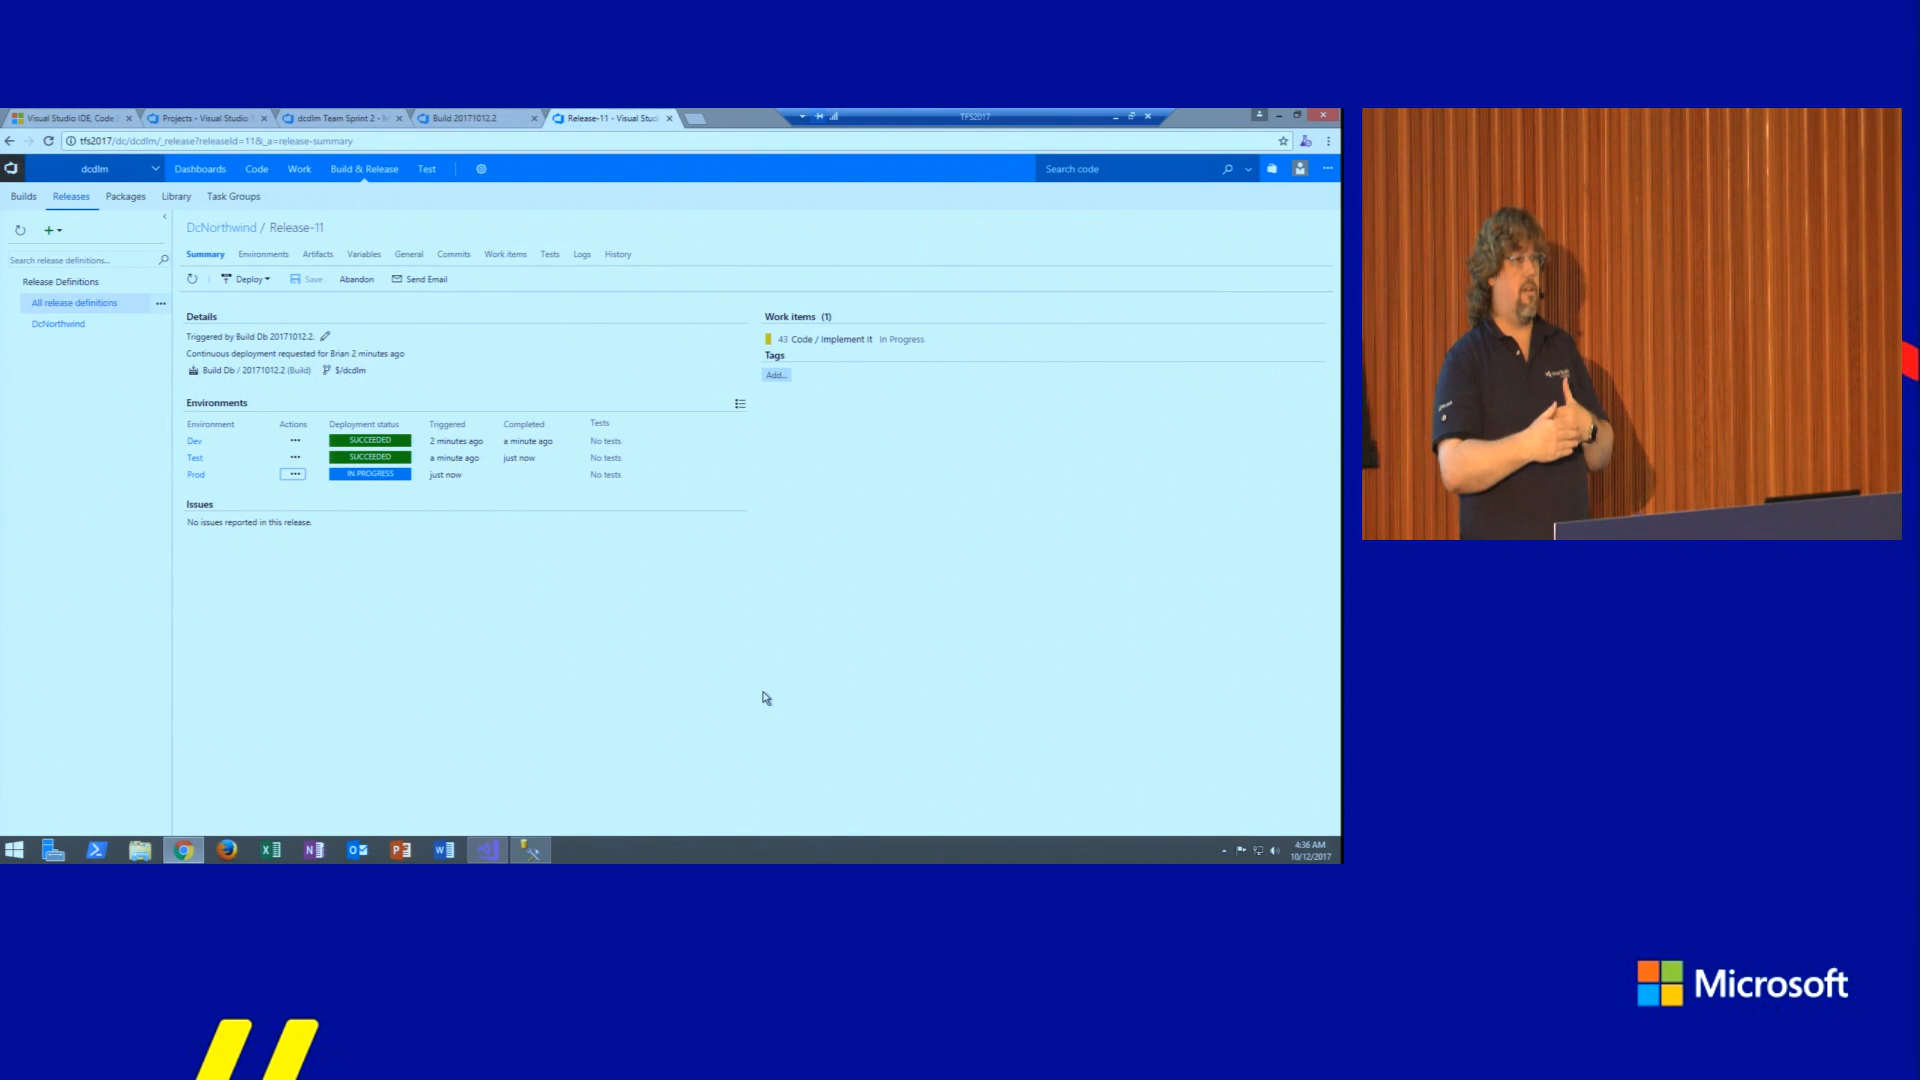 Visual Studio IDE, Code
Projects - Visual Studio
dcdlm Team Sprint 2 -
Build 20171012.2
Release-11 - Visual Stud
TFS2017
tfs2017/dc/dcdlm/_release?releaseId=11&_a=release-summary
dcdlm
Dashboards
Code
Work
Build & Release
Test
Search code
Builds
Releases
Packages
Library
Task Groups
DcNorthwind / Release-11
Summary
Environments
Artifacts
Variables
General
Commits
Work items
Tests
Logs
History
Search release definitions...
Deploy
Save
Abandon
Send Email
Release Definitions
All release definitions
DcNorthwind
Details
Triggered by Build Db 20171012.2.
Continuous deployment requested for Brian 2 minutes ago
Build Db / 20171012.2 (Build)
$/dcdlm
Work items (1)
43 Code / Implement It In Progress
Tags
Add...
Environments
Environment Actions Deployment status Triggered Completed Tests
Dev ... SUCCEEDED 2 minutes ago a minute ago No tests
Test ... SUCCEEDED a minute ago just now No tests
Prod ... IN PROGRESS just now No tests
Issues
No issues reported in this release.
4:36 AM
10/12/2017
Microsoft